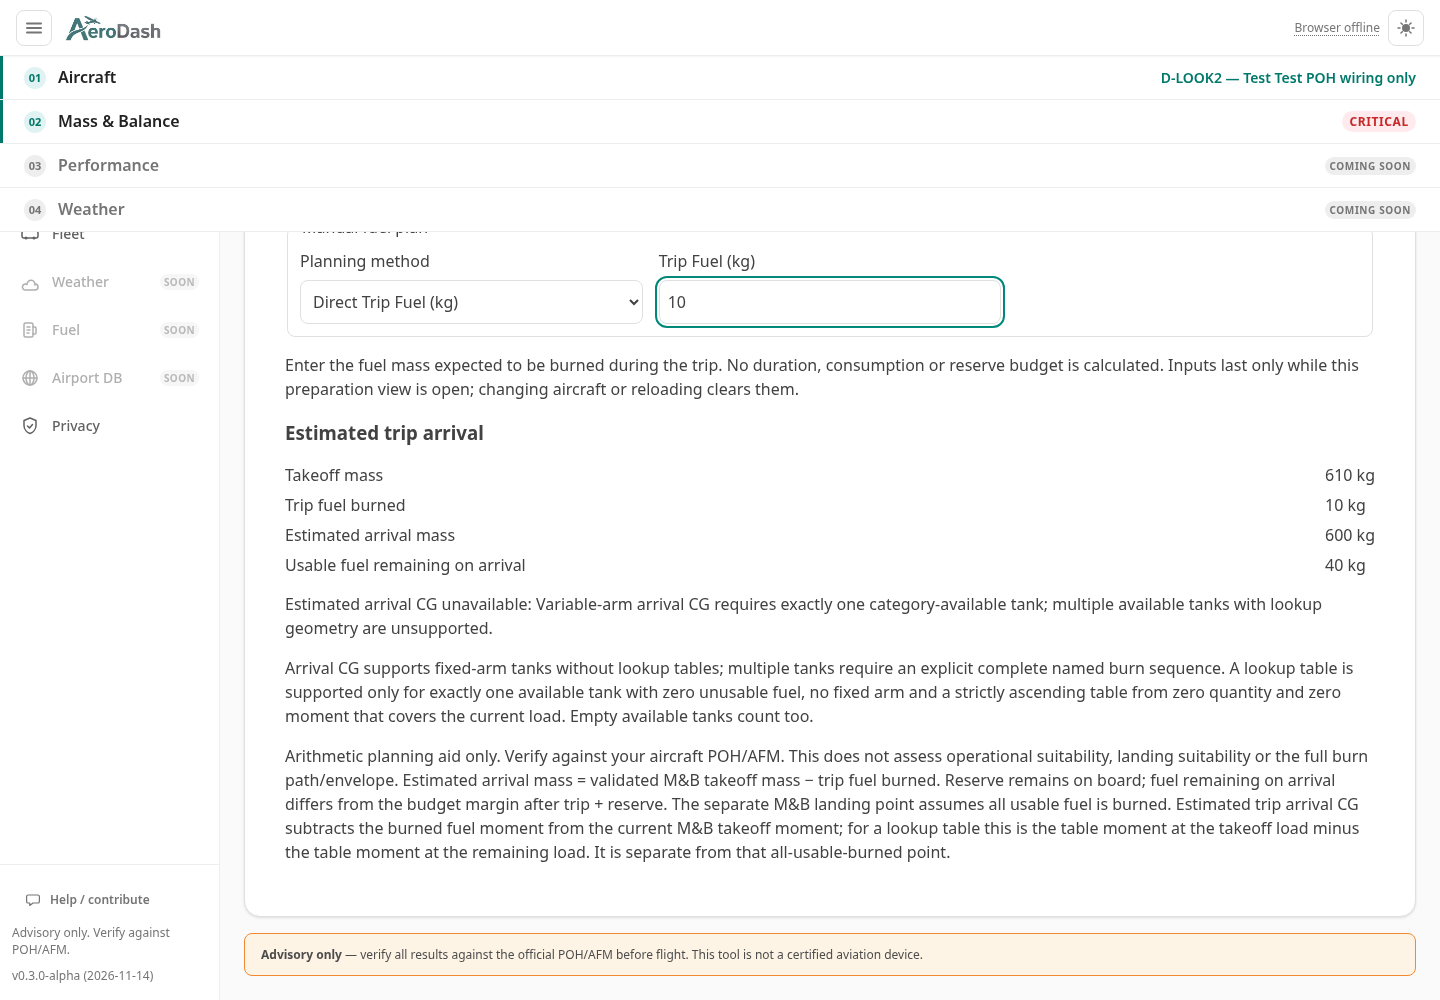 AeroDash
Browser offline
01 Aircraft D-LOOK2 — Test Test POH wiring only
02 Mass & Balance CRITICAL
03 Performance COMING SOON
04 Weather COMING SOON
Fleet
Weather SOON
Fuel SOON
Airport DB SOON
Privacy
Manual fuel plan
Planning method Trip Fuel (kg)
Direct Trip Fuel (kg) 10
Enter the fuel mass expected to be burned during the trip. No duration, consumption or reserve budget is calculated. Inputs last only while this
preparation view is open; changing aircraft or reloading clears them.
Estimated trip arrival
Takeoff mass 610 kg
Trip fuel burned 10 kg
Estimated arrival mass 600 kg
Usable fuel remaining on arrival 40 kg
Estimated arrival CG unavailable: Variable-arm arrival CG requires exactly one category-available tank; multiple available tanks with lookup
geometry are unsupported.
Arrival CG supports fixed-arm tanks without lookup tables; multiple tanks require an explicit complete named burn sequence. A lookup table is
supported only for exactly one available tank with zero unusable fuel, no fixed arm and a strictly ascending table from zero quantity and zero
moment that covers the current load. Empty available tanks count too.
Arithmetic planning aid only. Verify against your aircraft POH/AFM. This does not assess operational suitability, landing suitability or the full burn
path/envelope. Estimated arrival mass = validated M&B takeoff mass − trip fuel burned. Reserve remains on board; fuel remaining on arrival
differs from the budget margin after trip + reserve. The separate M&B landing point assumes all usable fuel is burned. Estimated trip arrival CG
subtracts the burned fuel moment from the current M&B takeoff moment; for a lookup table this is the table moment at the takeoff load minus
the table moment at the remaining load. It is separate from that all-usable-burned point.
Help / contribute
Advisory only. Verify against
POH/AFM.
v0.3.0-alpha (2026-11-14)
Advisory only — verify all results against the official POH/AFM before flight. This tool is not a certified aviation device.